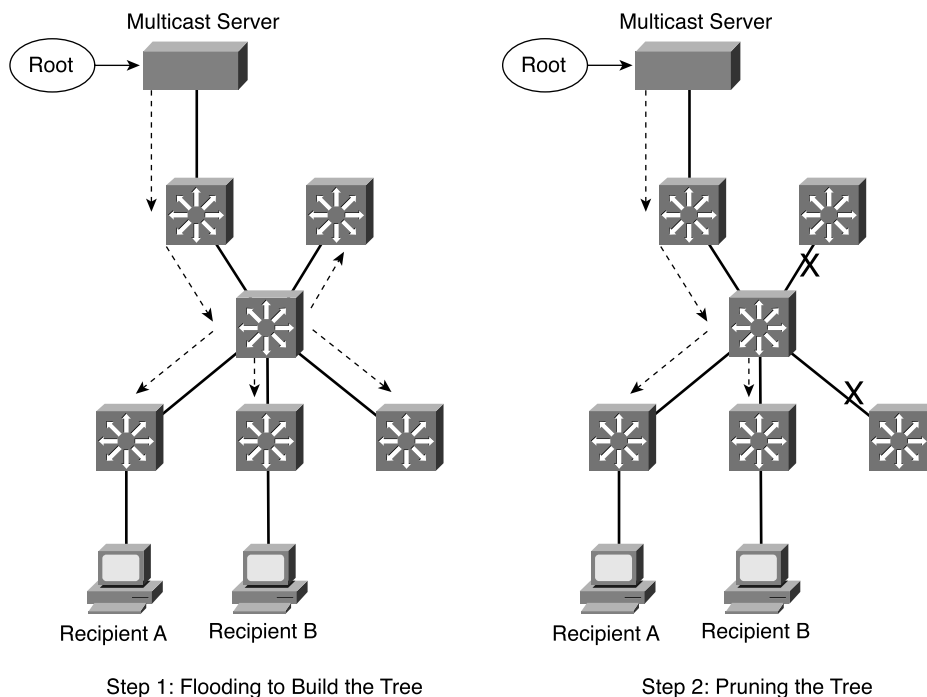 Multicast Server
Root
Recipient A
Recipient B
Step 1: Flooding to Build the Tree
Multicast Server
Root
X
X
Recipient A
Recipient B
Step 2: Pruning the Tree